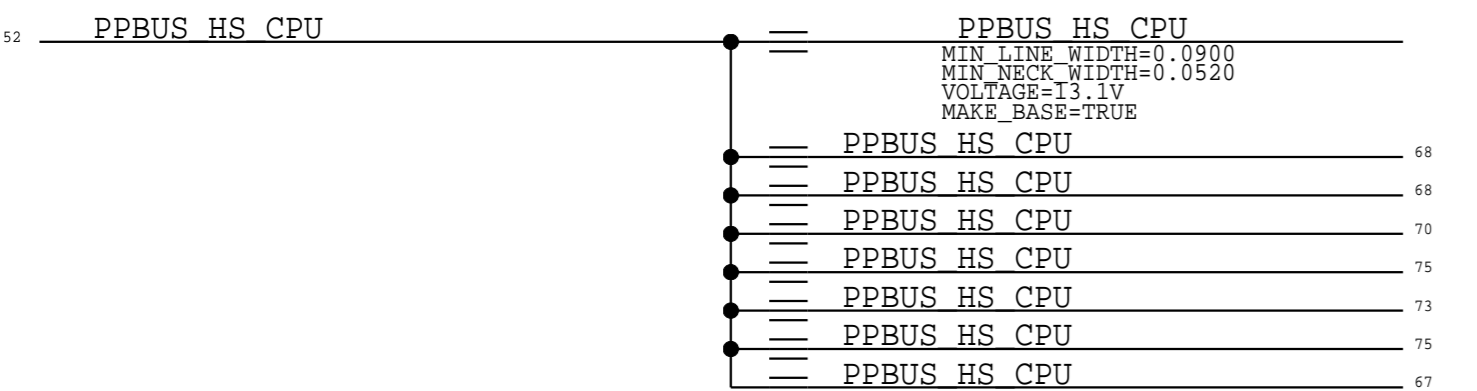 52 PPBUS_HS_CPU PPBUS_HS_CPU
MIN_LINE_WIDTH=0.0900
MIN_NECK_WIDTH=0.0520
VOLTAGE=13.1V
MAKE_BASE=TRUE
PPBUS_HS_CPU 68
PPBUS_HS_CPU 68
PPBUS_HS_CPU 70
PPBUS_HS_CPU 75
PPBUS_HS_CPU 73
PPBUS_HS_CPU 75
PPBUS_HS_CPU 67